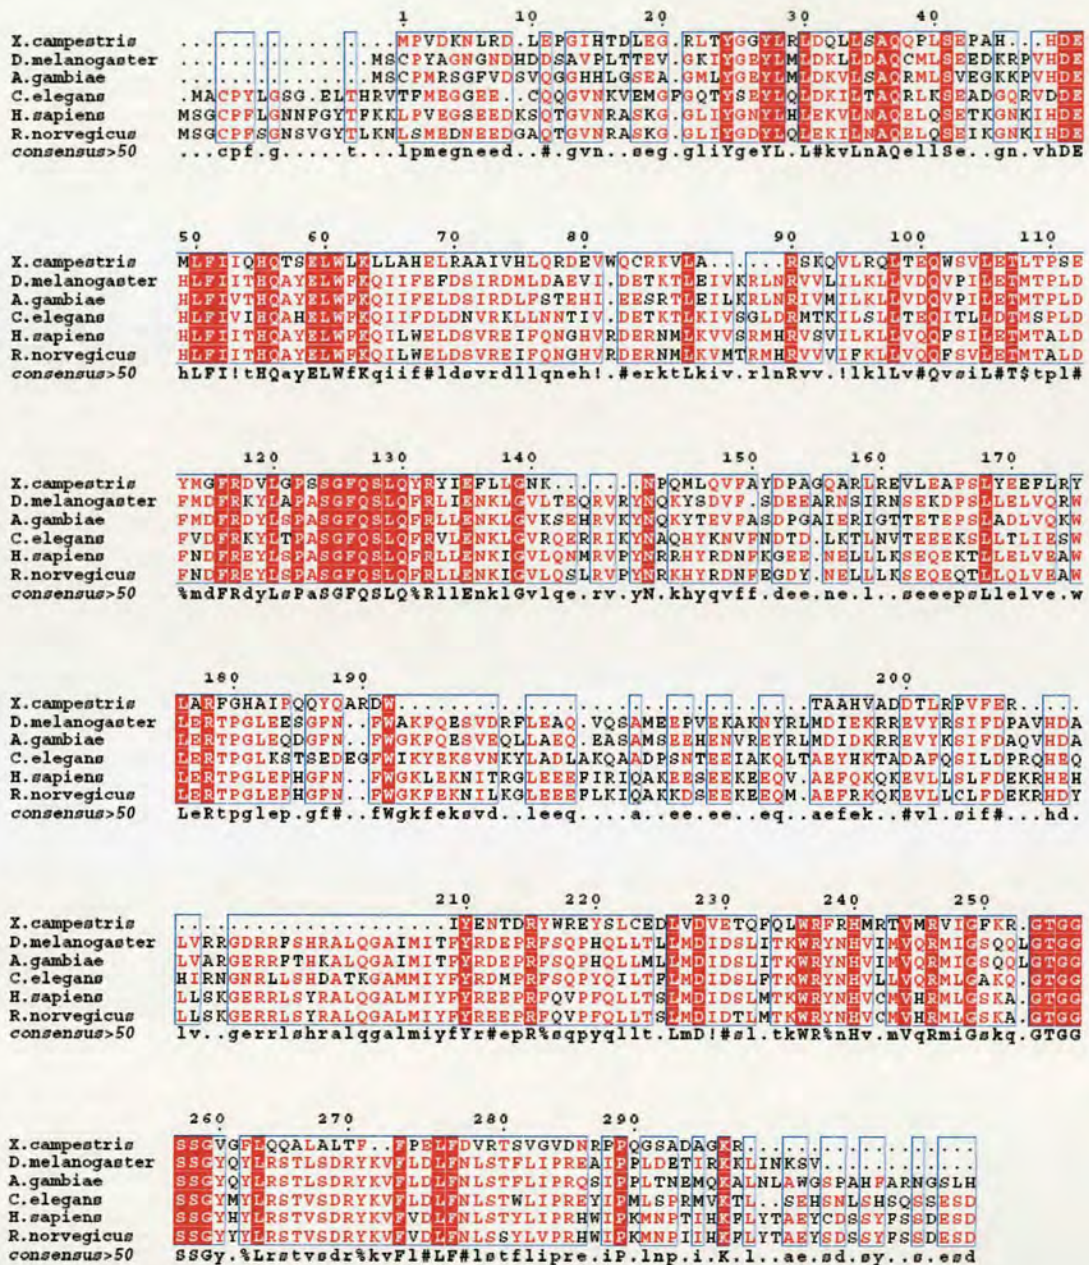 1 10 20 30 40
X.campestris .................MPVDKNLRD.LEPGIHTDLEG.RLTYGGYLRLDQLLSAQQPLSEPAH..HDE
D.melanogaster ...............MSCPYAGNGNDHDDSAVPLTTEV.GKIYGEYLMLDKLLDAQCMLSEEDKRPVHDE
A.gambiae ...............MSCPMRSGFVDSVQGGHHLGSEA.GMLYGEYLMLDKVLSAQRMLSVEGKKPVHDE
C.elegans .MACPYLGSG.ELTHRVTFMEGGEE..CQQGVNKVEMGFGQTYSEYLQLDKILTAQRLKSEADGQRVDDE
H.sapiens MSGCPFLGNNFGYTFKKLPVEGSEEDKSQTGVNRASKG.GLIYGNYLHLEKVLNAQELQSETKGNKIHDE
R.norvegicus MSGCPFSGNSVGYTLKNLSMEDNEEDGAQTGVNRASKG.GLIYGDYLQLEKILNAQELQSEIKGNKIHDE
consensus>50 ...cpf.g.....t...lpmegneed..#.gvn..seg.gliYgeYL.L#kvLnAQellSe..gn.vhDE
50 60 70 80 90 100 110
X.campestris MLFIIQHQTSELWLKLLAHELRAAIVHLQRDEVWQCRKVLA....RSKQVLRQLTEQWSVLETLTPSE
D.melanogaster HLFIITHQAYELWFKQIIFEFDSIRDMLDAEVI.DETKTLEIVKRLNRVVLILKLLVDQVPILETMTPLD
A.gambiae HLFIVTHQAYELWFKQIIFELDSIRDLFSTEHI.EESRTLEILKRLNRIVMILKLLVDQVPILETMTPLD
C.elegans HLFIVIHQAHELWFKQIIFDLDNVRKLLNNTIV.DETKTLKIVSGLDRMTKILSLLTEQITLLDTMSPLD
H.sapiens HLFIITHQAYELWFKQILWELDSVREIFQNGHVRDERNMLKVVSRMHRVSVILKLLVQQFSILETMTALD
R.norvegicus HLFIITHQAYELWFKQILWELDSVREIFQNGHVRDERNMLKVMTRMHRVVVIFKLLVQQFSVLETMTALD
consensus>50 hLFI!tHQayELWfKqiif#ldsvrdllqneh!.#erktLkiv.rlnRvv.!lklLv#QvsiL#T$tpl#
120 130 140 150 160 170
X.campestris YMGFRDVLGPSSGFQSLQYRYIEFLLGNK.....NPQMLQVFAYDPAGQARLREVLEAPSLYEEFLRY
D.melanogaster FMDFRKYLAPASGFQSLQFRLLENKLGVLTEQRVRYNQKYSDVF.SDEEARNSIRNSEKDPSLLELVQRW
A.gambiae FMDFRDYLSPASGFQSLQFRLLENKLGVKSEHRVKYNQKYTEVFASDPGAIERIGTTETEPSLADLVQKW
C.elegans FVDFRKYLTPASGFQSLQFRVLENKLGVRQERRIKYNAQHYKNVFNDTD.LKTLNVTEEEKSLLTLIESW
H.sapiens FNDFREYLSPASGFQSLQFRLLENKIGVLQNMRVPYNRRHYRDNFKGEE.NELLLKSEQEKTLLELVEAW
R.norvegicus FNDFREYLSPASGFQSLQFRLLENKIGVLQSLRVPYNRKHYRDNFEGDY.NELLLKSEQEQTLLQLVEAW
consensus>50 %mdFRdyLsPaSGFQSLQ%RllEnklGvlqe.rv.yN.khyqvff.dee.ne.l..seeepsLlelve.w
180 190 200
X.campestris LARFGHAIPQQYQARDW................................TAAHVADDTLRPVFER....
D.melanogaster LERTPGLEESGFN..FWAKFQESVDRFLEAQ.VQSAMEEPVEKAKNYRLMDIEKRREVYRSIFDPAVHDA
A.gambiae LERTPGLEQDGFN..FWGKFQESVEQLLAEQ.EASAMSEEHENVREYRLMDIDKRREVYKSIFDAQVHDA
C.elegans LERTPGLKSTSEDEGFWIKYEKSVNKYLADLAKQAADPSNTEEIAKQLTAEYHKTADAFQSILDPRQHEQ
H.sapiens LERTPGLEPHGFN..FWGKLEKNITRGLEEEFIRIQAKEESEEKEEQV.AEFQKQKEVLLSLFDEKRHEH
R.norvegicus LERTPGLEPHGFN..FWGKFEKNILKGLEEEFLKIQAKKDSEEKEEQM.AEFRKQKEVLLCLFDEKRHDY
consensus>50 LeRtpglep.gf#..fWgkfeksvd..leeq....a..ee.ee...eq..aefek..#vl.sif#...hd.
210 220 230 240 250
X.campestris .....................IYENTDRYWREYSLCEDLVDVETQFQLWRFRHMRTVMRVIGFKR.GTGG
D.melanogaster LVRRGDRRFSHRALQGAIMITFYRDEPRFSQPHQLLTLLMDIDSLITKWRYNHVIMVQRMIGSQQLGTGG
A.gambiae LVARGERRFTHKALQGAIMITFYRDEPRFSQPHQLLMLLMDIDSLITKWRYNHVIMVQRMIGSQQLGTGG
C.elegans HIRNGNRLLSHDATKGAMMIYFYRDMPRFSQPYQILTFLMDIDSLFTKWRYNHVLMVQRMLGAKQ.GTGG
H.sapiens LLSKGERRLSYRALQGALMIYFYREEPRFQVPFQLLTSLMDIDSLMTKWRYNHVCMVHRMLGSKA.GTGG
R.norvegicus LLSKGERRLSYRALQGALMIYFYREEPRFQVPFQLLTSLMDIDTLMTKWRYNHVCMVHRMLGSKA.GTGG
consensus>50 lv..gerrlshralqgalmiyfYr#epR%sqpyqllt.LmD!#sl.tkWR%nHv.mVqRmiGskq.GTGG
260 270 280 290
X.campestris SSGVGFLQQALALTF..FPELFDVRTSVGVDNRPPQGSADAGKR...................
D.melanogaster SSGYQYLRSTLSDRYKVFLDLFNLSTFLIPREAIPPLDETIRKKLINKSV............
A.gambiae SSGYQYLRSTLSDRYKVFLDLFNLSTFLIPRQSIPPLTNEMQKALNLAWGSPAHFARNGSLH
C.elegans SSGYMYLRSTVSDRYKVFLDLFNLSTWLIPREYIPMLSPRMVKTL...SEHSNLSHSQSSESD
H.sapiens SSGYHYLRSTVSDRYKVFVDLFNLSTYLIPRHWIPKMNPTIHKFLYTAEYCDSSYFSSDESD
R.norvegicus SSGYYYLRSTVSDRYKVFVDLFNLSSYLVPRHWIPKMNPIIHKFLYTAEYSDSSYFSSDESD
consensus>50 SSGy.%Lrstvsdr%kvFl#LF#lstflipre.iP.lnp.i.K.l..ae.sd.sy..s.esd